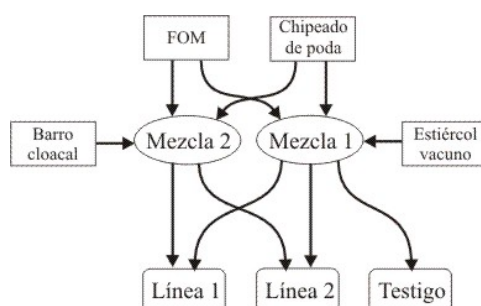 FOM
Chipeado
de poda
Barro
cloacal
Mezcla 2
Mezcla 1
Estiércol
vacuno
Línea 1
Línea 2
Testigo